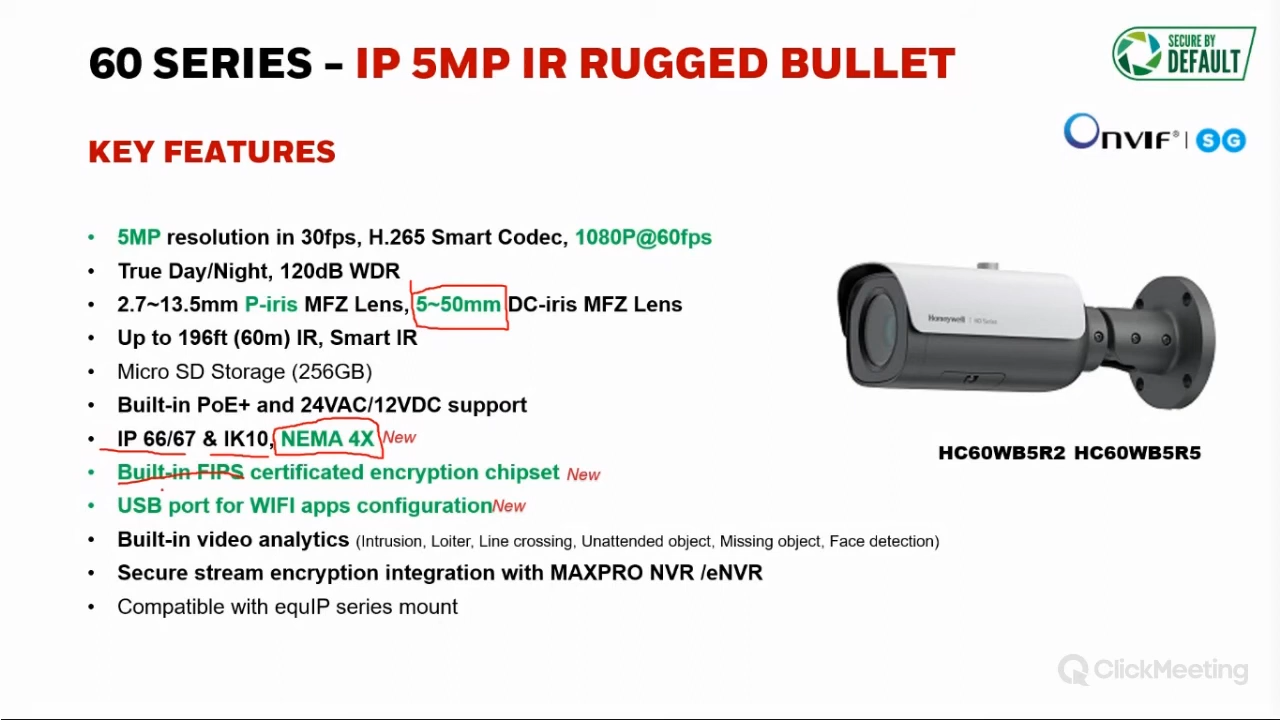 60 SERIES – IP 5MP IR RUGGED BULLET
SECURE BY
DEFAULT
ONVIF® | S G
KEY FEATURES
• 5MP resolution in 30fps, H.265 Smart Codec, 1080P@60fps
• True Day/Night, 120dB WDR
• 2.7~13.5mm P-iris MFZ Lens, 5~50mm DC-iris MFZ Lens
• Up to 196ft (60m) IR, Smart IR
• Micro SD Storage (256GB)
• Built-in PoE+ and 24VAC/12VDC support
• IP 66/67 & IK10, NEMA 4X New
• Built-in FIPS certificated encryption chipset New
• USB port for WIFI apps configuration New
• Built-in video analytics (Intrusion, Loiter, Line crossing, Unattended object, Missing object, Face detection)
• Secure stream encryption integration with MAXPRO NVR /eNVR
• Compatible with equIP series mount
Honeywell | 60 Series
HC60WB5R2 HC60WB5R5
ClickMeeting